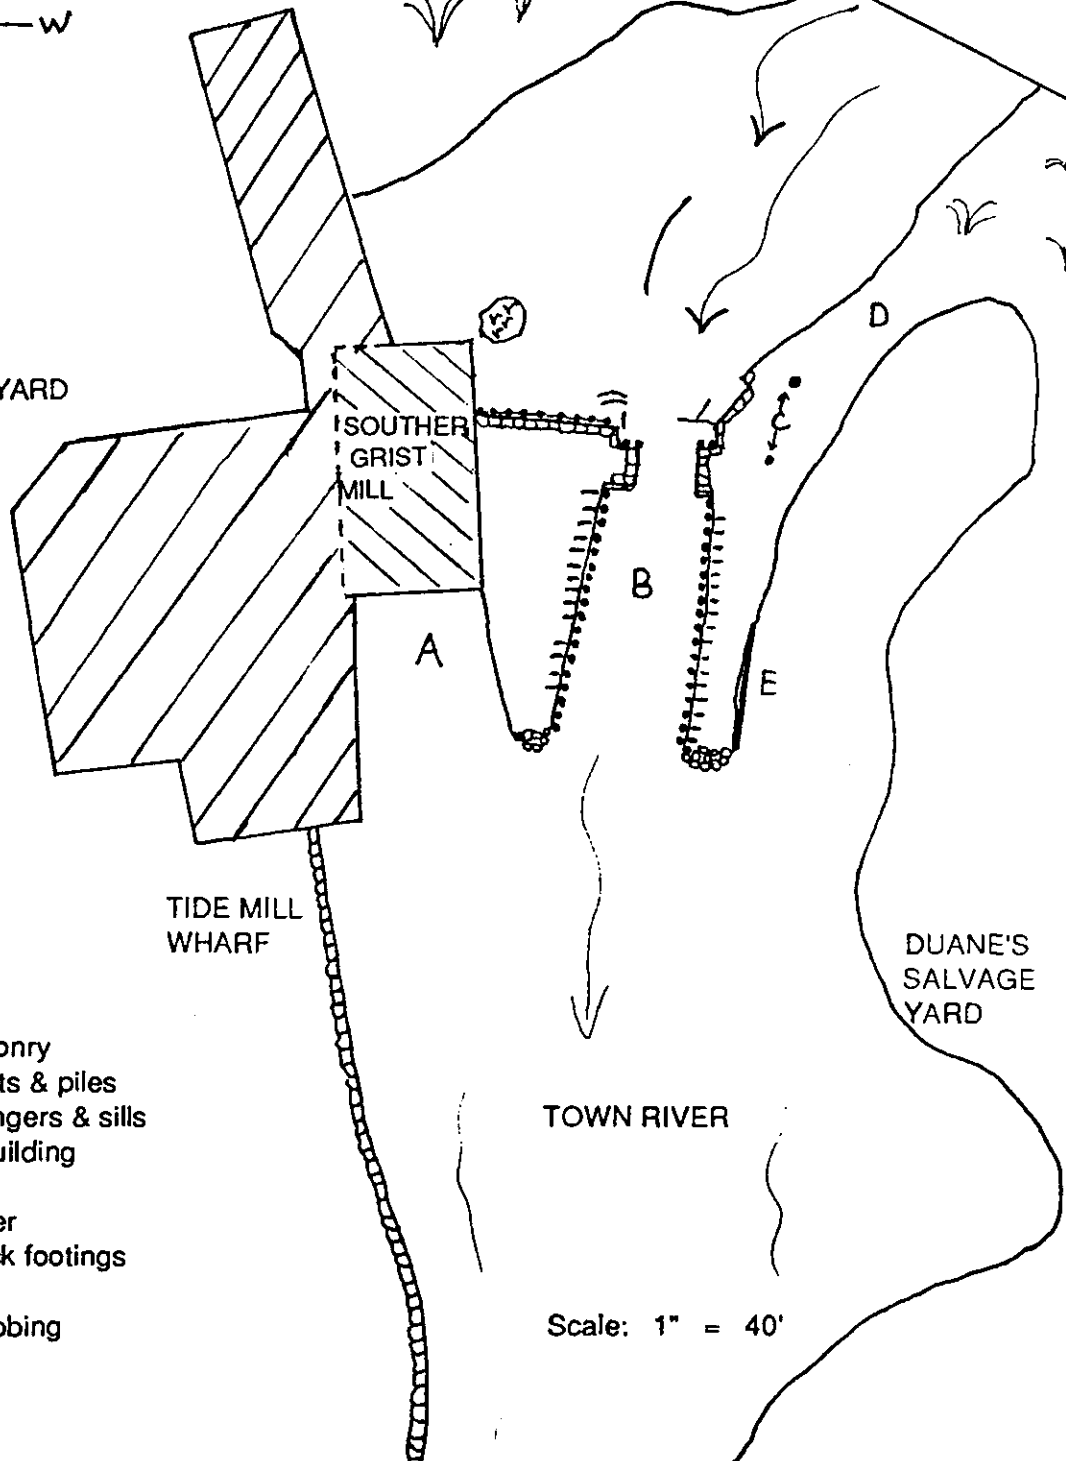 W
YARD
SOUTHER
GRIST
MILL
A
B
C
D
E
TIDE MILL
WHARF
DUANE'S
SALVAGE
YARD
onry
ts & piles
ngers & sills
uilding
er
k footings
obing
TOWN RIVER
Scale: 1" = 40'